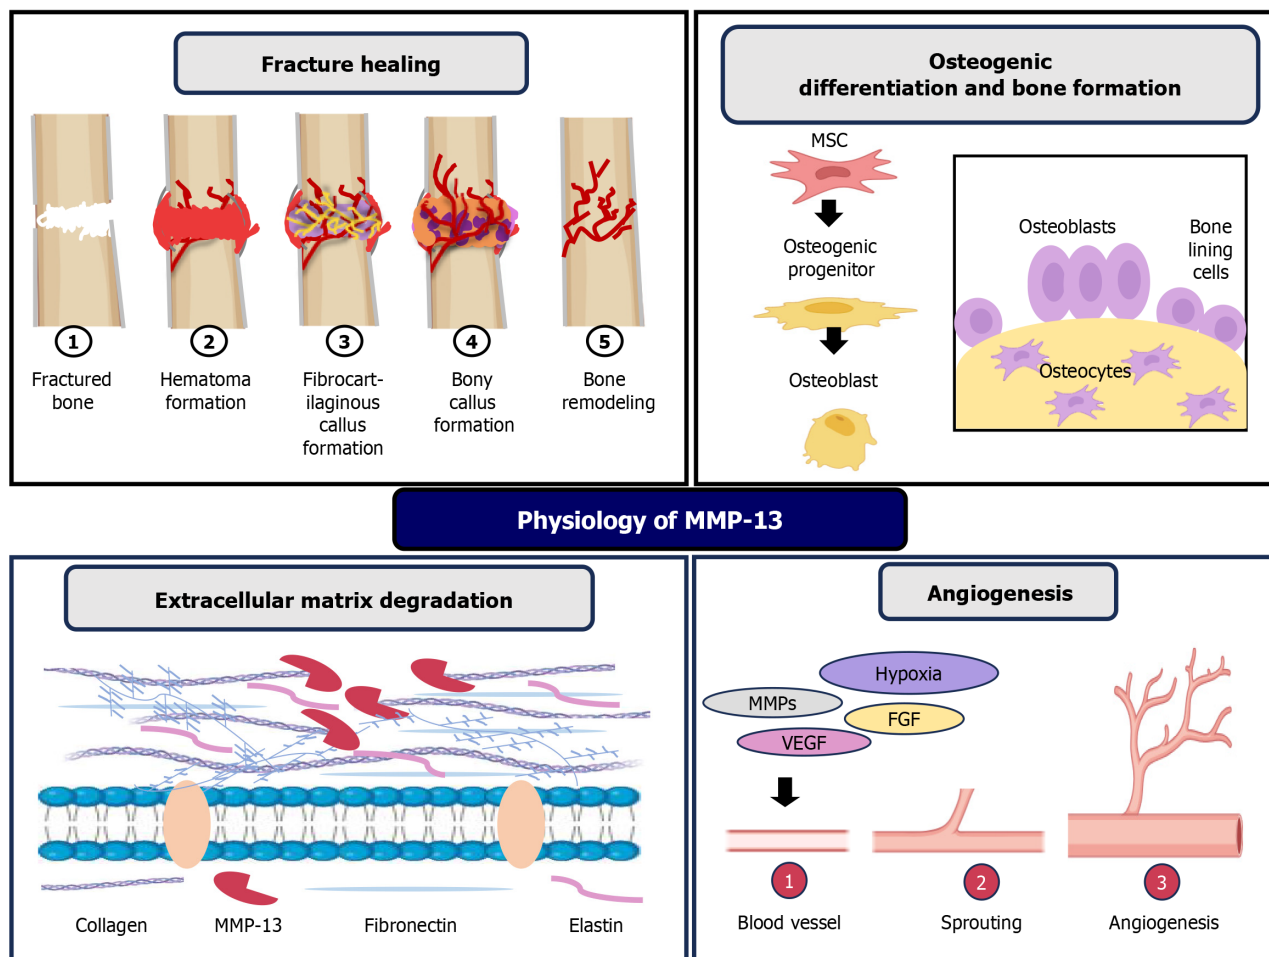 Fracture healing
1
2
3
4
5
Fractured
bone
Hematoma
formation
Fibrocart-
ilaginous
callus
formation
Bony
callus
formation
Bone
remodeling
Osteogenic
differentiation and bone formation
MSC
Osteogenic
progenitor
Osteoblast
Osteoblasts
Bone
lining
cells
Osteocytes
Physiology of MMP-13
Extracellular matrix degradation
Collagen
MMP-13
Fibronectin
Elastin
Angiogenesis
Hypoxia
MMPs
FGF
VEGF
1
2
3
Blood vessel
Sprouting
Angiogenesis